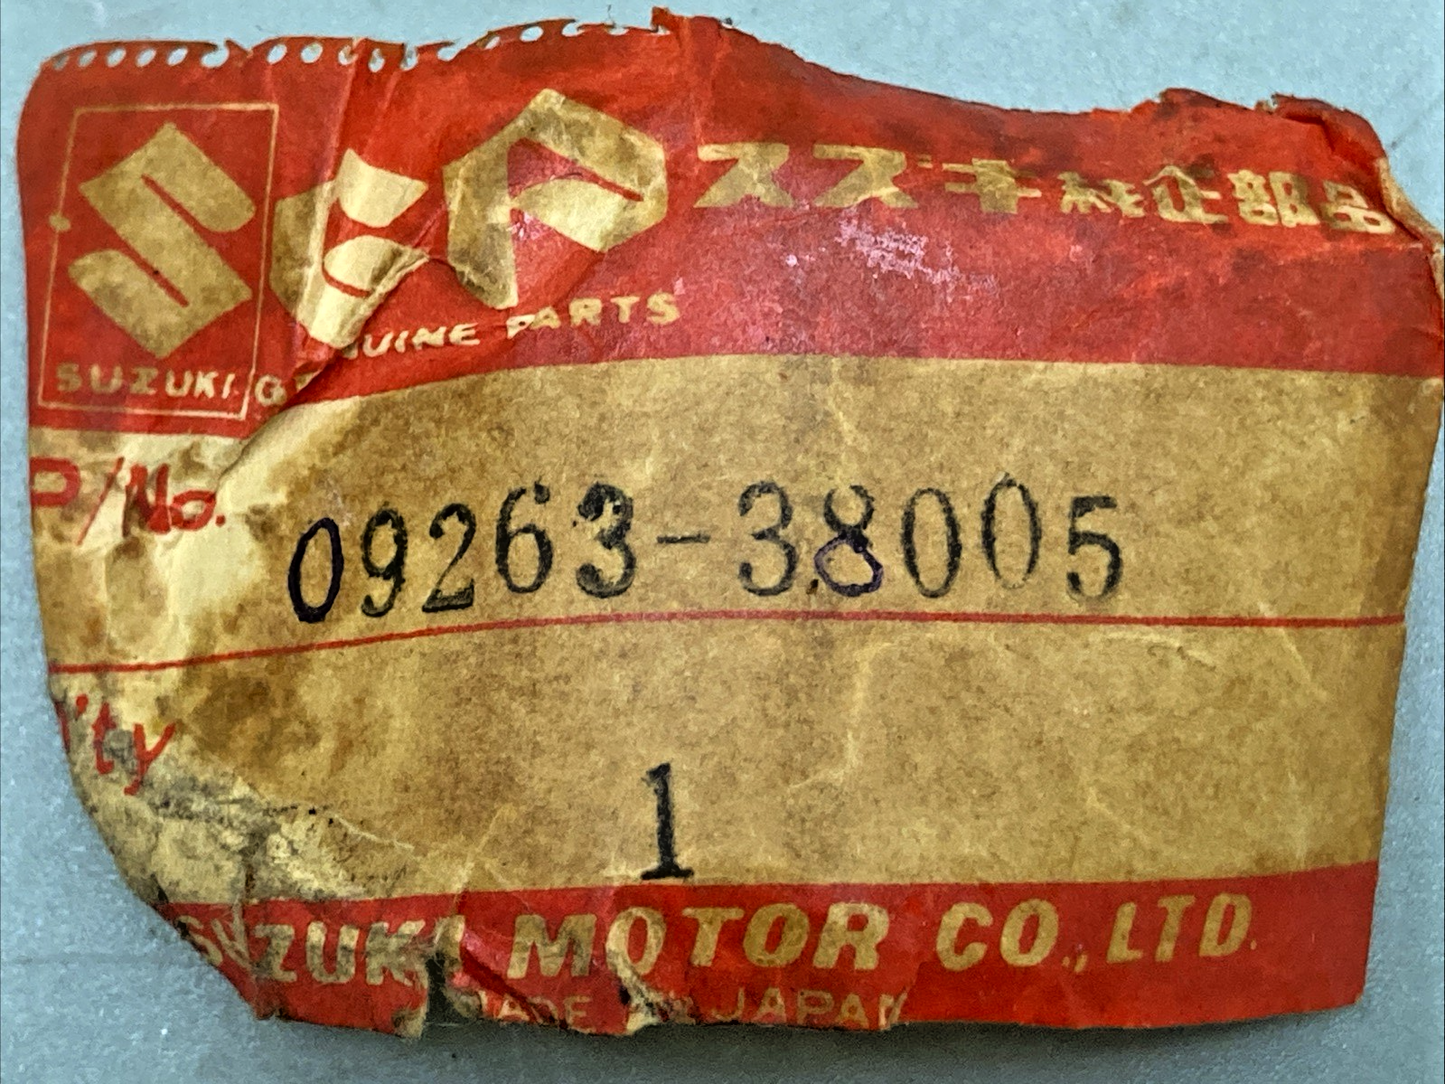 SGP スズキ純正部品
SUZUKI GENUINE PARTS
P/No. 09263-38005
Q'ty 1
SUZUKI MOTOR CO., LTD.
MADE IN JAPAN